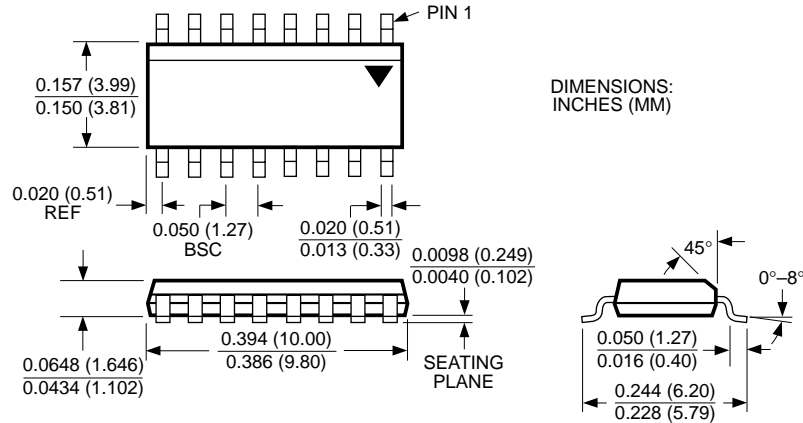 PIN 1
0.157 (3.99)
0.150 (3.81)
DIMENSIONS:
INCHES (MM)
0.020 (0.51)
REF
0.050 (1.27)
BSC
0.020 (0.51)
0.013 (0.33)
0.0098 (0.249)
0.0040 (0.102)
45°
0°–8°
0.0648 (1.646)
0.0434 (1.102)
0.394 (10.00)
0.386 (9.80)
SEATING
PLANE
0.050 (1.27)
0.016 (0.40)
0.244 (6.20)
0.228 (5.79)